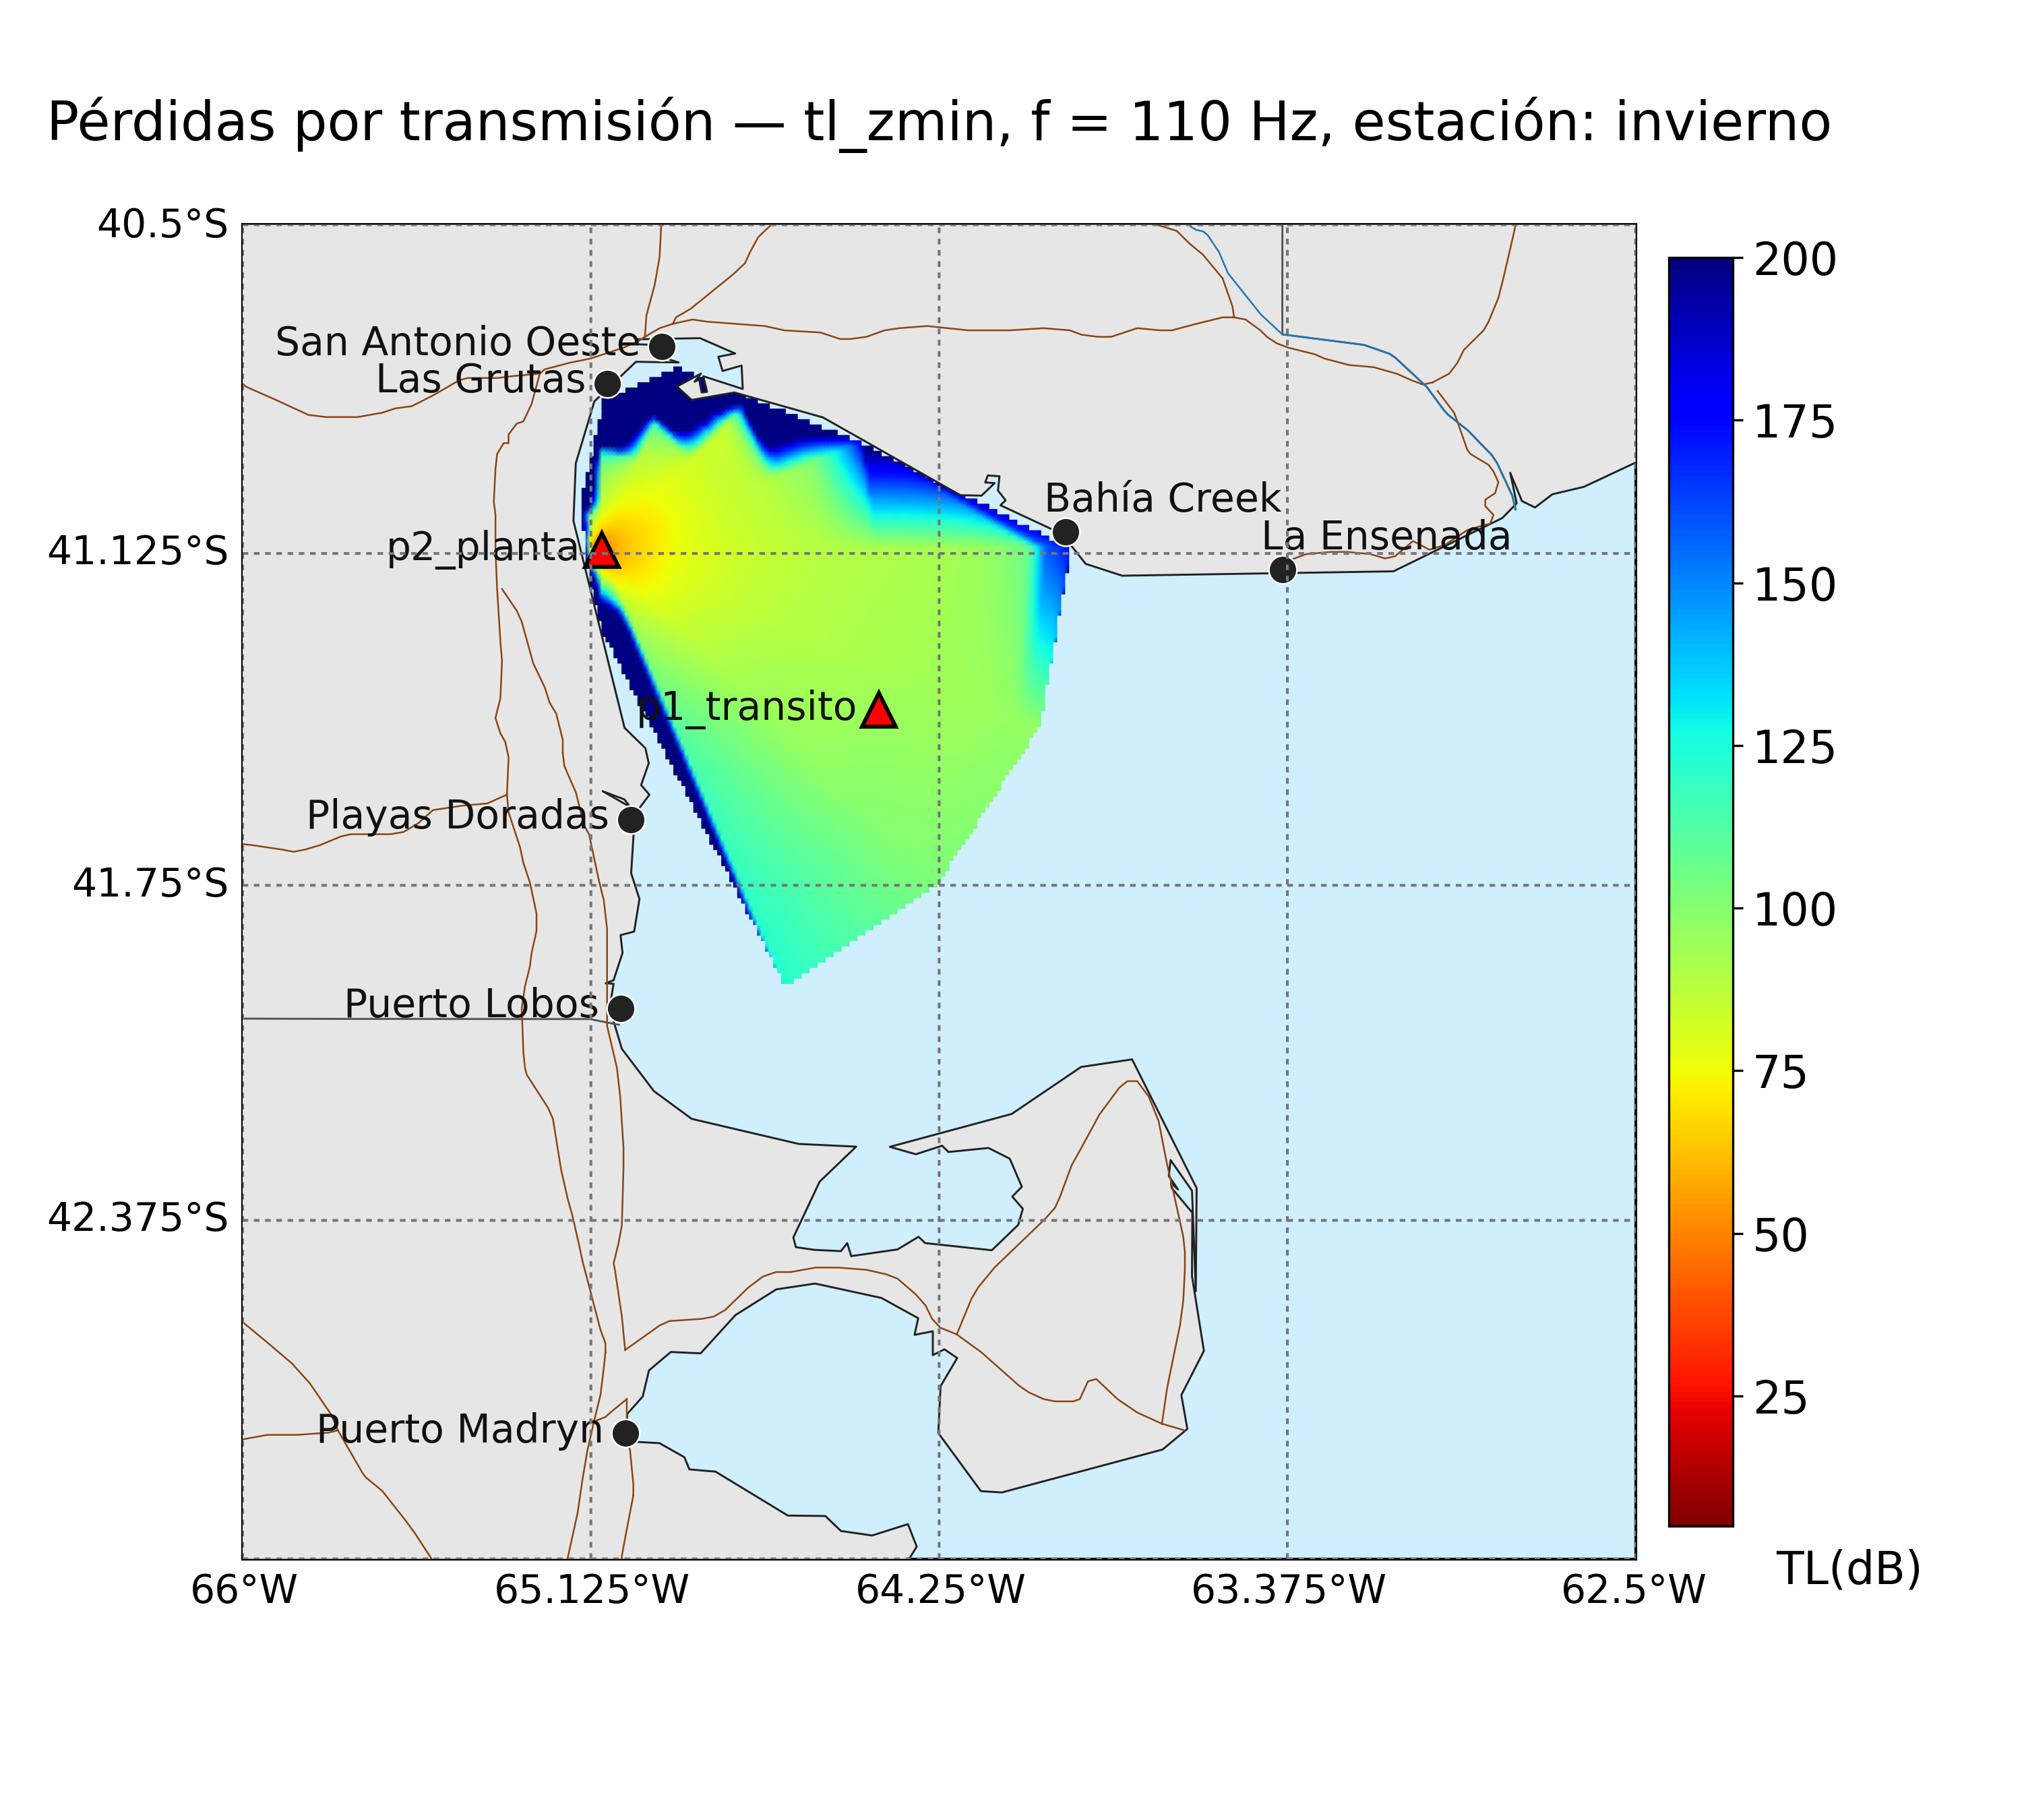 Pérdidas por transmisión — tl_zmin, f = 110 Hz, estación: invierno
40.5°S
200
San Antonio Oeste
Las Grutas
175
Bahía Creek
La Ensenada
p2_planta
41.125°S
150
p1_transito
125
Playas Doradas
41.75°S
100
Puerto Lobos
75
42.375°S
50
25
Puerto Madryn
TL(dB)
66°W 65.125°W 64.25°W 63.375°W 62.5°W